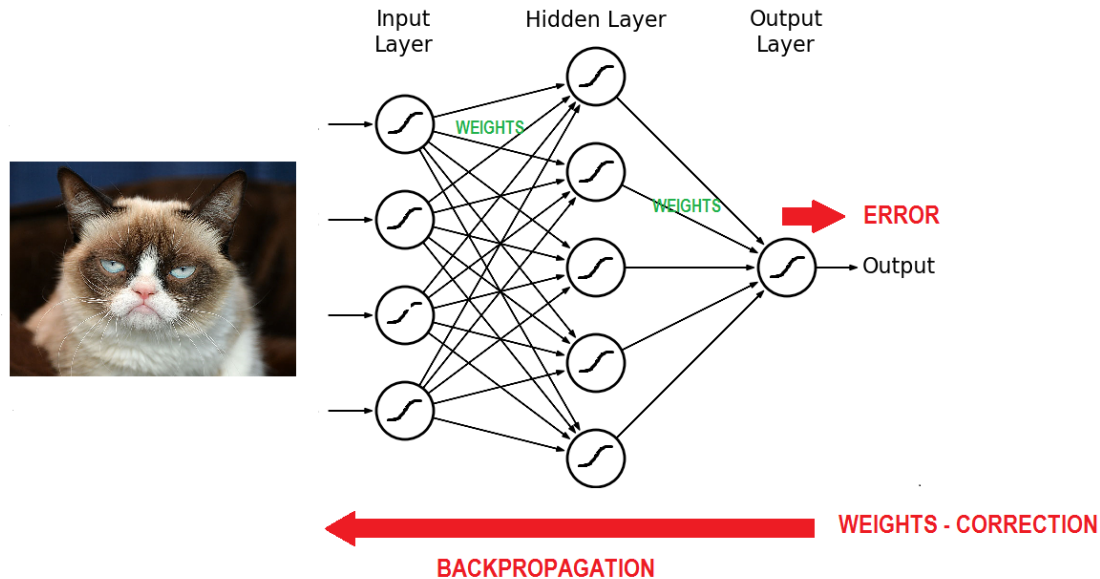 Input
Layer
Hidden Layer
Output
Layer
WEIGHTS
WEIGHTS
ERROR
Output
WEIGHTS - CORRECTION
BACKPROPAGATION